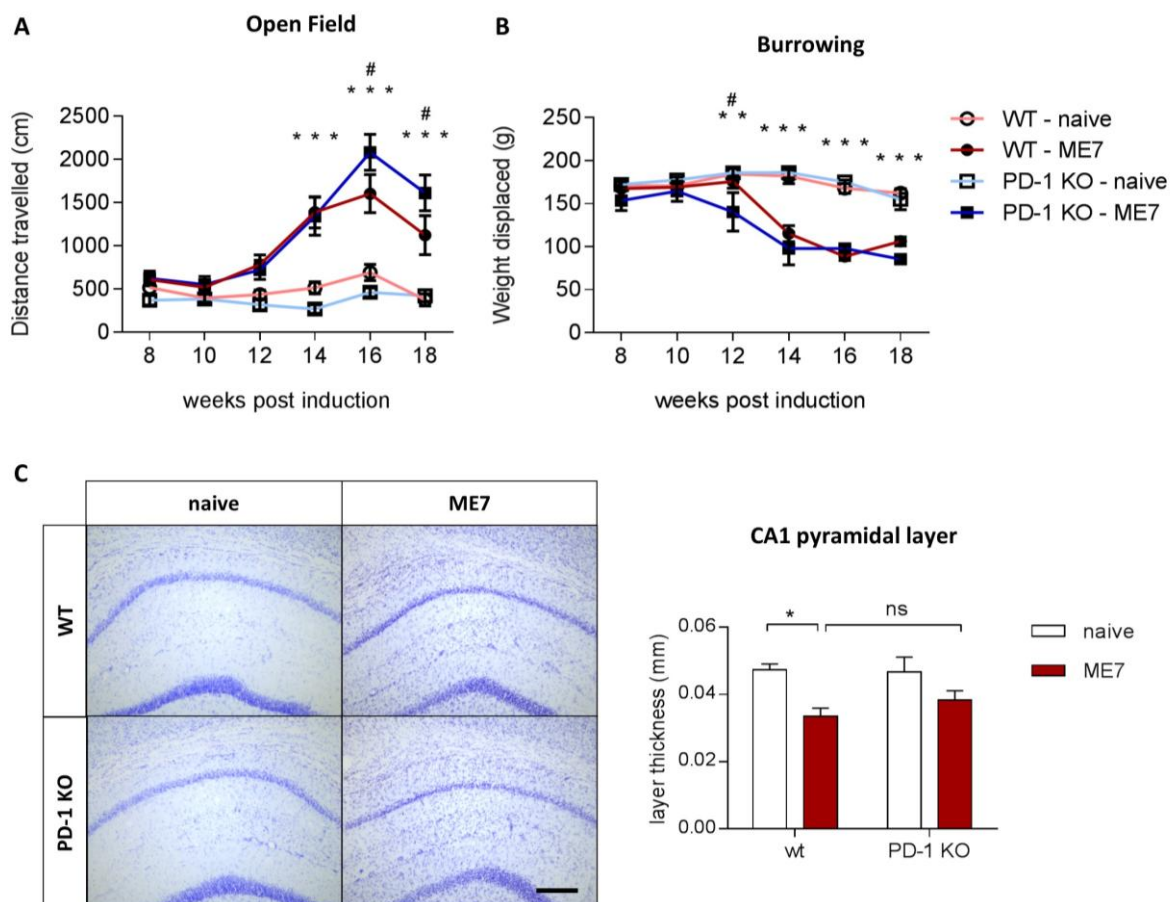 A
Open Field
#
* * *
#
* * *
* * *
Distance travelled (cm)
2500
2000
1500
1000
500
0
8 10 12 14 16 18
weeks post induction
B
Burrowing
#
* *
* * *
* * *
* * *
Weight displaced (g)
250
200
150
100
50
0
8 10 12 14 16 18
weeks post induction
WT - naive
WT - ME7
PD-1 KO - naive
PD-1 KO - ME7
C
naive ME7
WT
PD-1 KO
CA1 pyramidal layer
* ns
layer thickness (mm)
0.06
0.04
0.02
0.00
wt PD-1 KO
naive
ME7